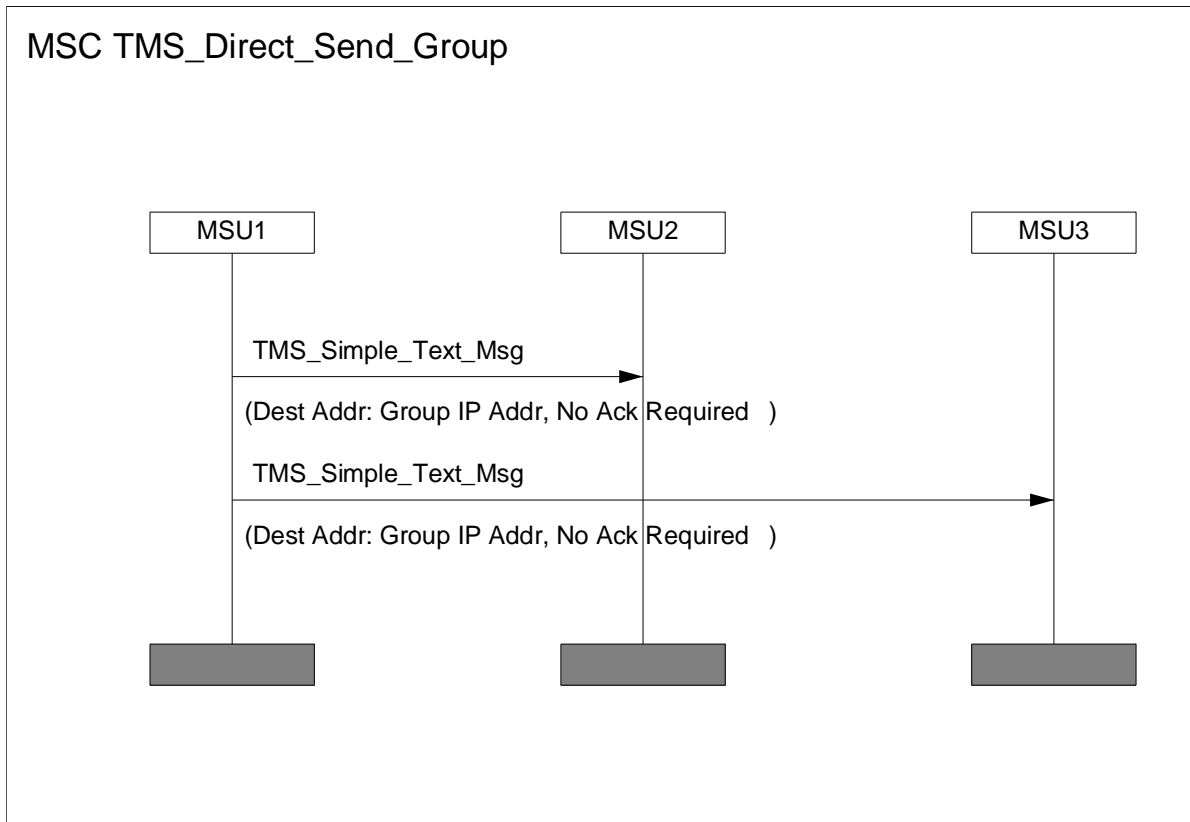 MSC TMS_Direct_Send_Group
MSU1 MSU2 MSU3
TMS_Simple_Text_Msg
(Dest Addr: Group IP Addr, No Ack Required )
TMS_Simple_Text_Msg
(Dest Addr: Group IP Addr, No Ack Required )